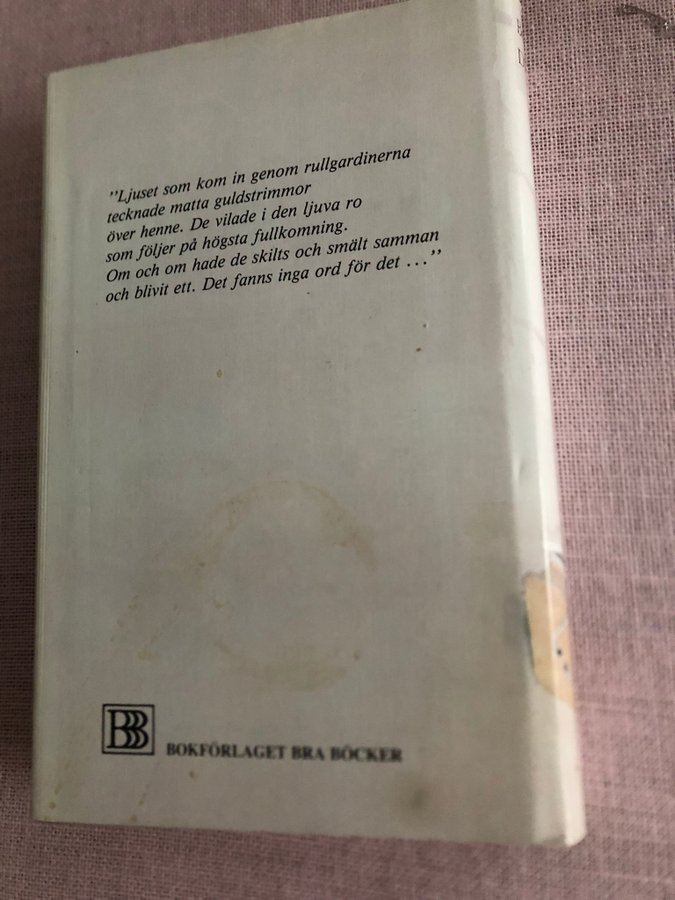 ”Ljuset som kom in genom rullgardinerna
tecknade matta guldstrimmor
över henne. De vilade i den ljuva ro
som följer på högsta fullkomning.
Om och om hade de skilts och smält samman
och blivit ett. Det fanns inga ord för det ...”
BBB
BOKFÖRLAGET BRA BÖCKER